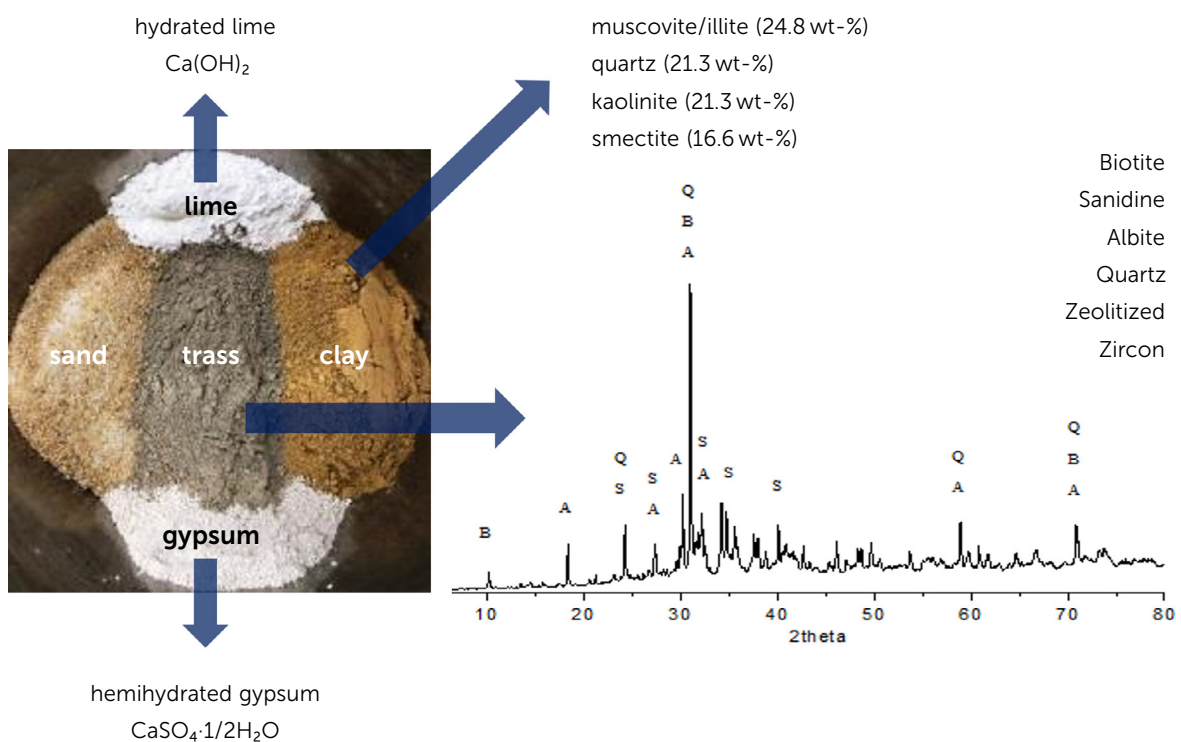 hydrated lime
Ca(OH)₂
muscovite/illite (24.8 wt-%)
quartz (21.3 wt-%)
kaolinite (21.3 wt-%)
smectite (16.6 wt-%)
Biotite
Sanidine
Albite
Quartz
Zeolitized
Zircon
lime
sand
trass
clay
gypsum
hemihydrated gypsum
CaSO₄·1/2H₂O
B
A
Q
S
S
A
A
Q
B
A
S
A
S
S
Q
A
Q
B
A
10 20 30 40 50 60 70 80
2theta